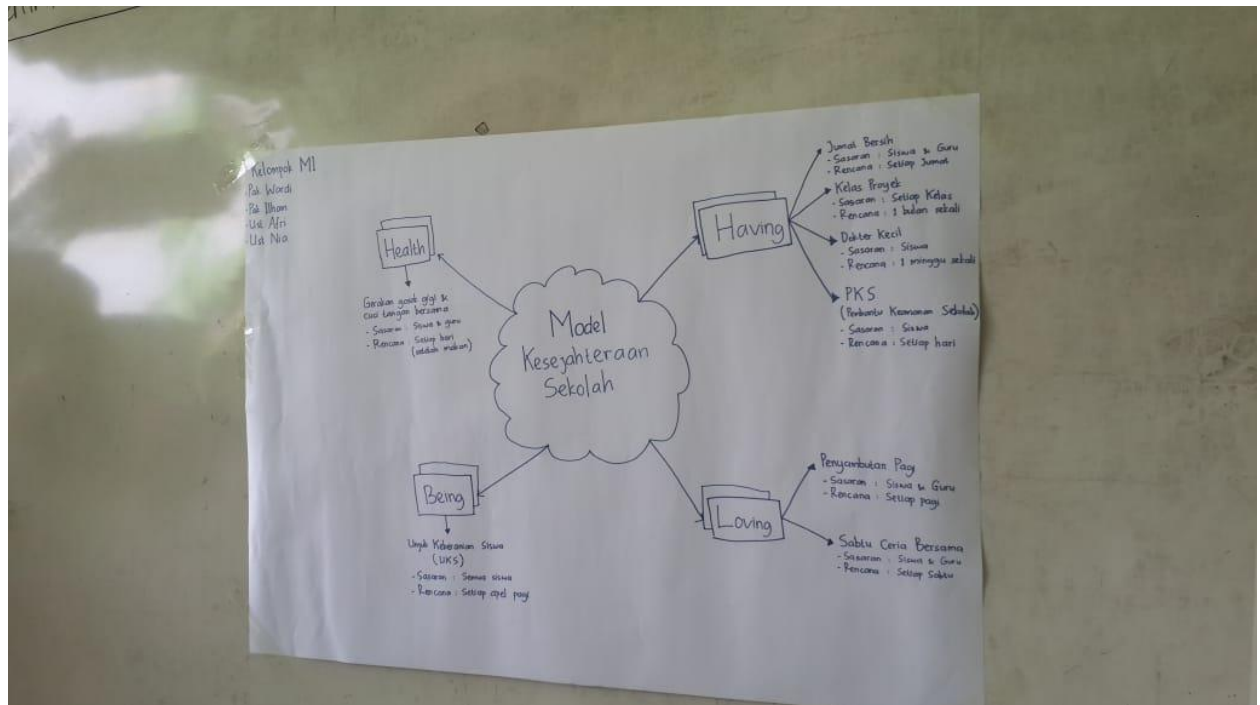 Kelompok MI
- Pak Wardi
- Pak Ilham
- Ust Afri
- Ust Nia
Health
Gerakan gosok gigi &
cuci tangan bersama
- Sasaran : Siswa & guru
- Rencana : Setiap hari
(setelah makan)
Model
Kesejahteraan
Sekolah
Having
Jumat Bersih
- Sasaran : Siswa & Guru
- Rencana : Setiap Jumat
Kelas Proyek
- Sasaran : Setiap Kelas
- Rencana : 1 bulan sekali
Dokter Kecil
- Sasaran : Siswa
- Rencana : 1 minggu sekali
PKS
(Pembantu Keamanan Sekolah)
- Sasaran : Siswa
- Rencana : Setiap hari
Being
Unjuk Keberanian Siswa
(UKS)
- Sasaran : Semua siswa
- Rencana : Setiap apel pagi
Loving
Penyambutan Pagi
- Sasaran : Siswa & Guru
- Rencana : Setiap pagi
Sabtu Ceria Bersama
- Sasaran : Siswa & Guru
- Rencana : Setiap Sabtu